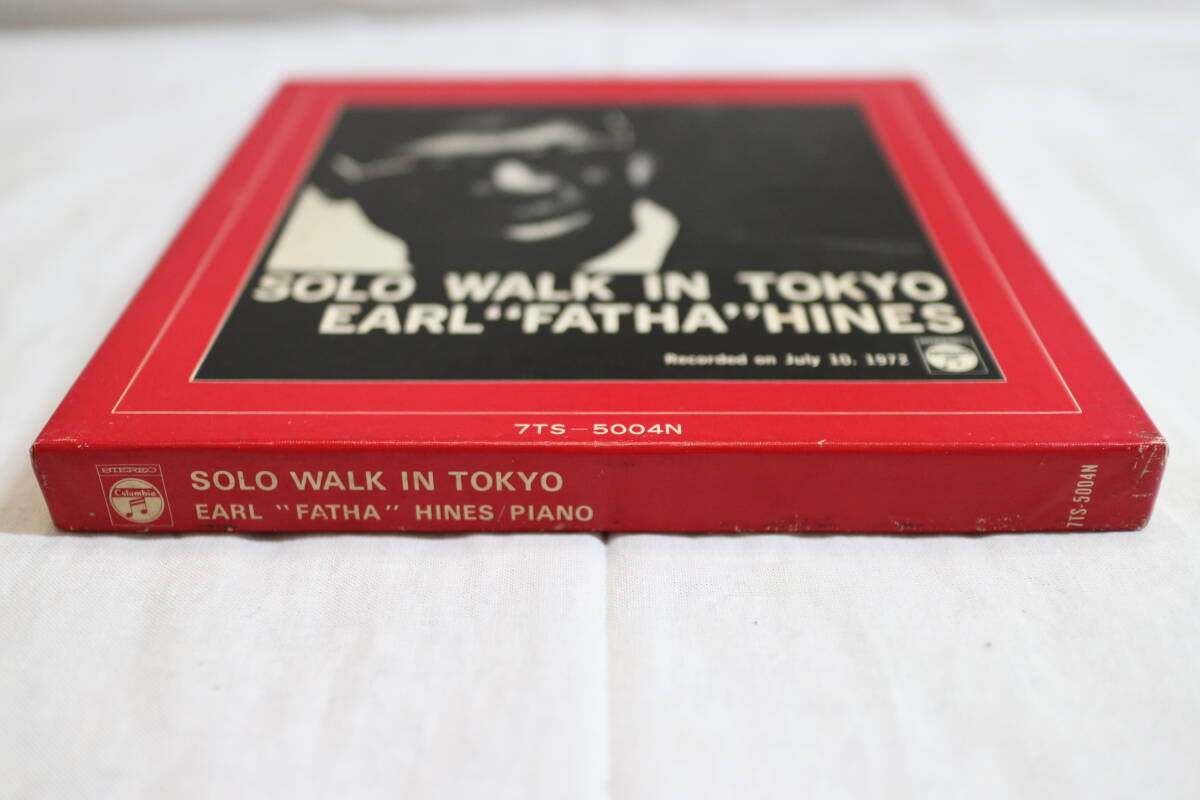 SOLO WALK IN TOKYO
EARL“FATHA”HINES
Recorded on July 10. 1972
7TS-5004N
STEREO
Columbia
SOLO WALK IN TOKYO
EARL "FATHA" HINES/PIANO
7TS-5004N